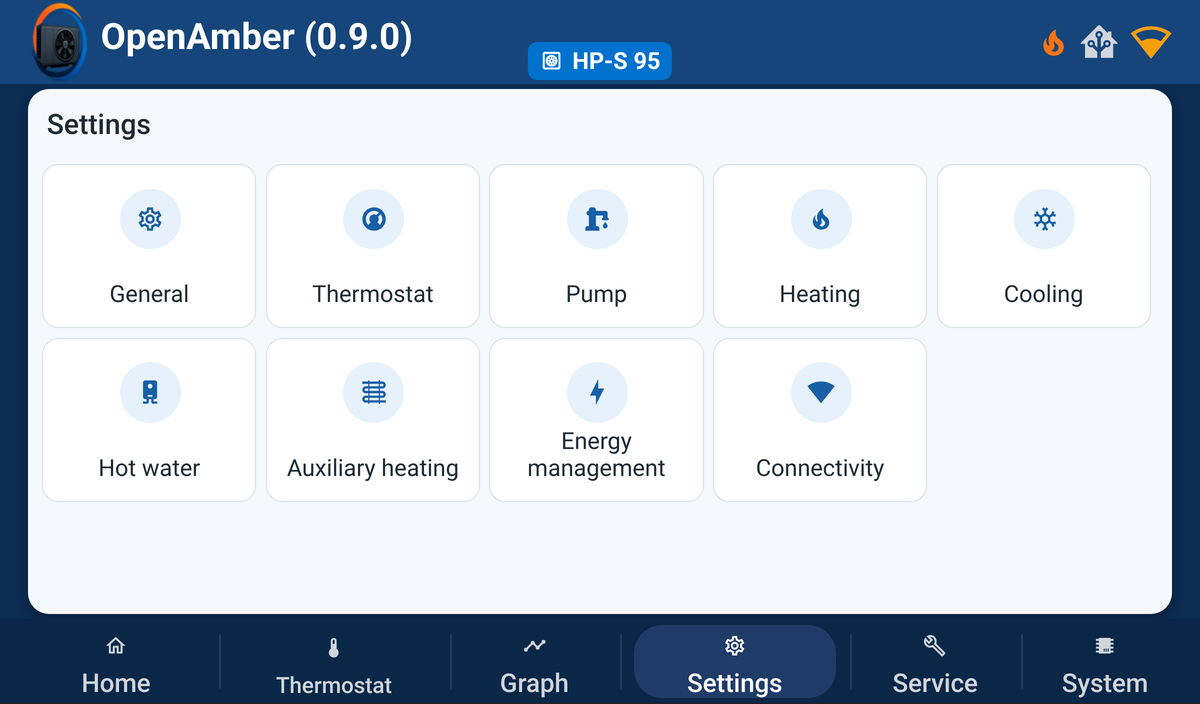 OpenAmber (0.9.0)
HP-S 95
Settings
General
Thermostat
Pump
Heating
Cooling
Hot water
Auxiliary heating
Energy
management
Connectivity
Home
Thermostat
Graph
Settings
Service
System